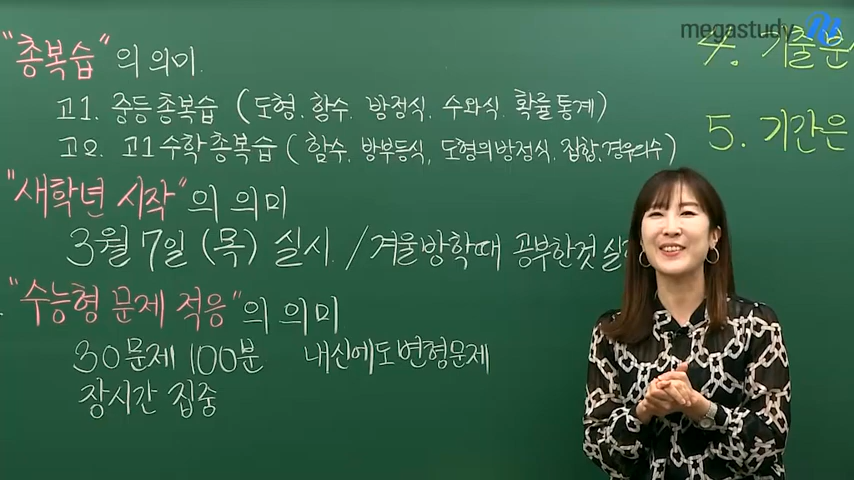 megastudy
"총복습"의 의미.
고1. 중등 총복습 (도형. 함수. 방정식. 수와식. 확률통계)
고2. 고1 수학 총복습 (함수. 방부등식, 도형의방정식. 집합, 경우의수)
"새학년 시작"의 의미
3월 7일 (목) 실시. / 겨울방학때 공부한것
"수능형 문제 적응"의 의미
30문제 100분 내신에도변형문제
장시간 집중
4. 기술문
5. 기간은